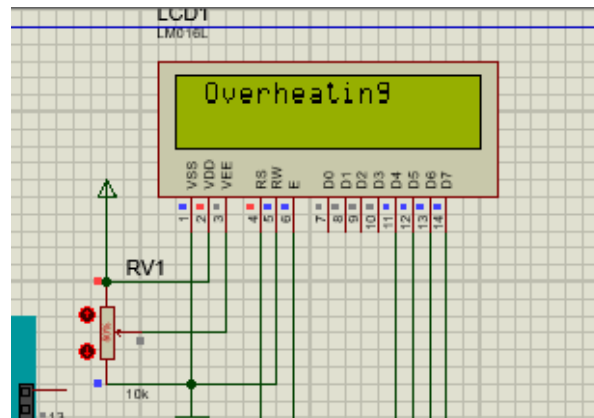 LCD1
LM016L
Overheating
VSS VDD VEE RS RW E D0 D1 D2 D3 D4 D5 D6 D7
1 2 3 4 5 6 7 8 9 10 11 12 13 14
RV1
10k